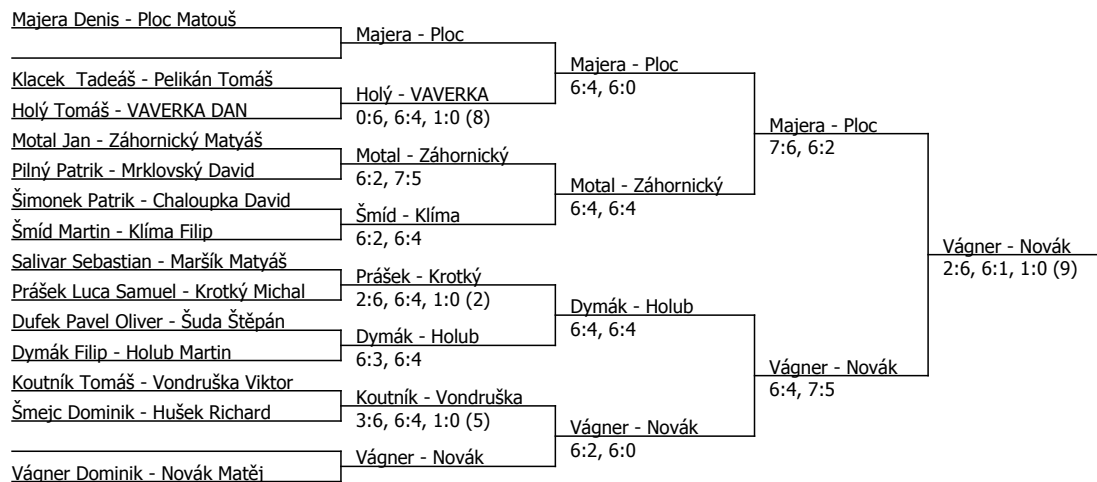 Majera Denis - Ploc Matouš
Majera - Ploc
Majera - Ploc
6:4, 6:0
Klacek  Tadeáš - Pelikán Tomáš
Holý - VAVERKA
0:6, 6:4, 1:0 (8)
Holý Tomáš - VAVERKA DAN
Majera - Ploc
7:6, 6:2
Motal Jan - Záhornický Matyáš
Motal - Záhornický
6:2, 7:5
Pilný Patrik - Mrklovský David
Motal - Záhornický
6:4, 6:4
Šimonek Patrik - Chaloupka David
Šmíd - Klíma
6:2, 6:4
Šmíd Martin - Klíma Filip
Vágner - Novák
2:6, 6:1, 1:0 (9)
Salivar Sebastian - Maršík Matyáš
Prášek - Krotký
2:6, 6:4, 1:0 (2)
Prášek Luca Samuel - Krotký Michal
Dymák - Holub
6:4, 6:4
Dufek Pavel Oliver - Šuda Štěpán
Dymák - Holub
6:3, 6:4
Dymák Filip - Holub Martin
Vágner - Novák
6:4, 7:5
Koutník Tomáš - Vondruška Viktor
Koutník - Vondruška
3:6, 6:4, 1:0 (5)
Šmejc Dominik - Hušek Richard
Vágner - Novák
6:2, 6:0
Vágner - Novák
Vágner Dominik - Novák Matěj